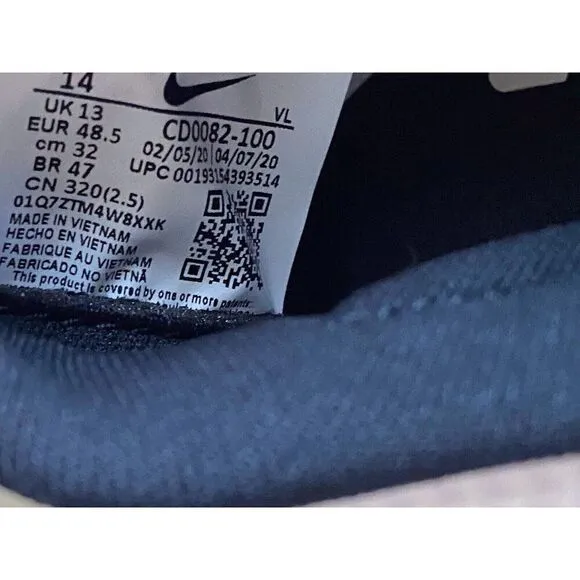 14
UK 13
EUR 48.5
cm 32
BR 47
CN 320(2.5)
01Q7ZTM4W8XXK
MADE IN VIETNAM
HECHO EN VIETNAM
FABRIQUE AU VIETNAM
FABRICADO NO VIETNÃ
This product is covered by one or more patents.
VL
CD0082-100
02/05/20 04/07/20
UPC 00193154393514